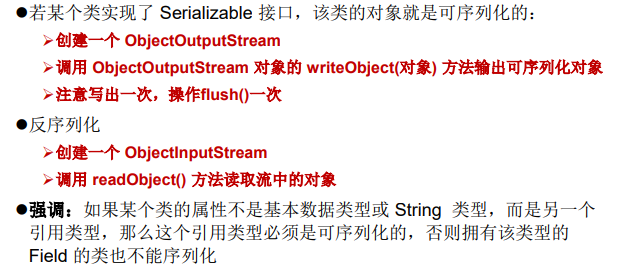 ●若某个类实现了 Serializable 接口，该类的对象就是可序列化的：
➢创建一个 ObjectOutputStream
➢调用 ObjectOutputStream 对象的 writeObject(对象) 方法输出可序列化对象
➢注意写出一次，操作flush()一次
●反序列化
➢创建一个 ObjectInputStream
➢调用 readObject() 方法读取流中的对象
●强调：如果某个类的属性不是基本数据类型或 String 类型，而是另一个
引用类型，那么这个引用类型必须是可序列化的，否则拥有该类型的
Field 的类也不能序列化